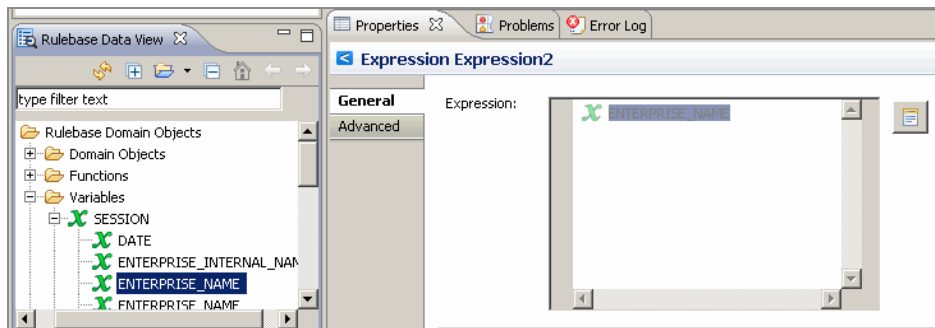 Rulebase Data View
type filter text
Rulebase Domain Objects
Domain Objects
Functions
Variables
SESSION
DATE
ENTERPRISE_INTERNAL_NAM
ENTERPRISE_NAME
ENTERPRISE_NAME
Properties
Problems
Error Log
Expression Expression2
General
Advanced
Expression:
ENTERPRISE_NAME